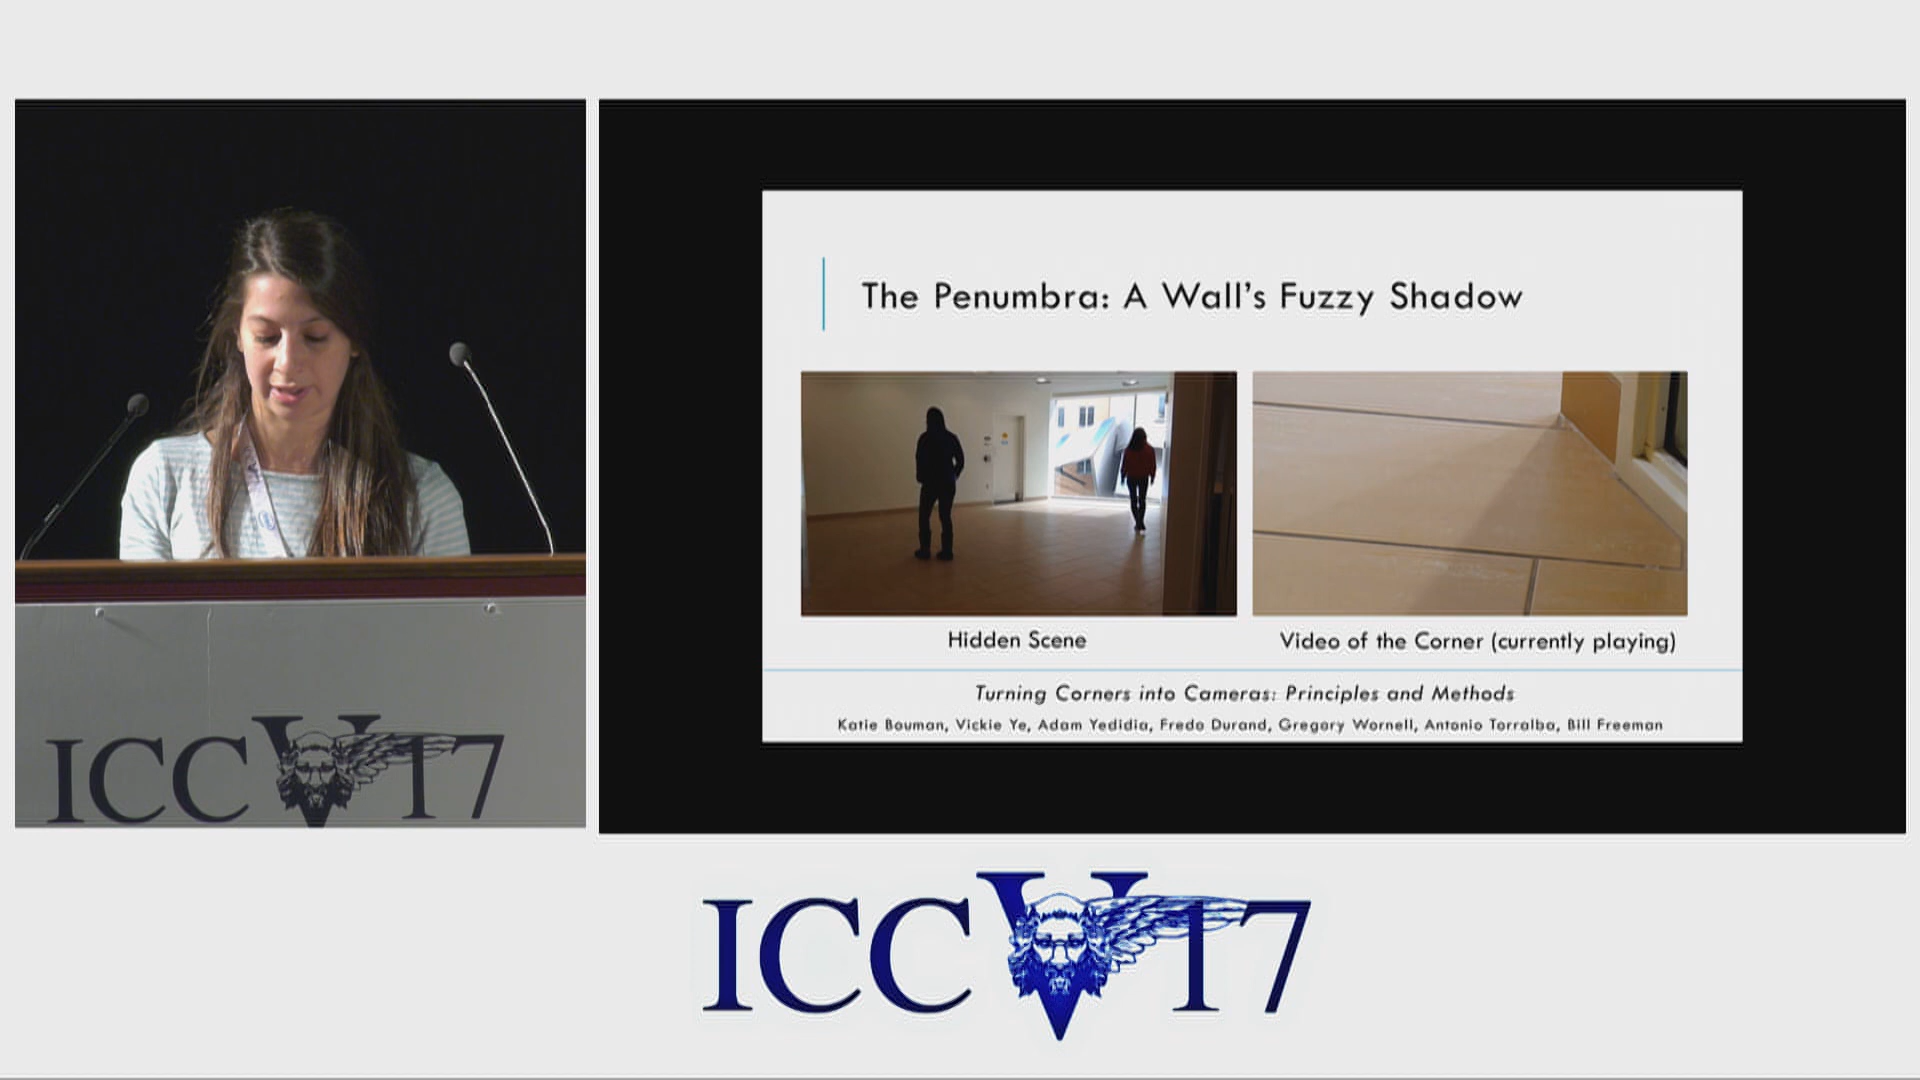 The Penumbra: A Wall's Fuzzy Shadow
Hidden Scene
Video of the Corner (currently playing)
Turning Corners into Cameras: Principles and Methods
Katie Bouman, Vickie Ye, Adam Yedidia, Fredo Durand, Gregory Wornell, Antonio Torralba, Bill Freeman
ICCV17
ICCV17